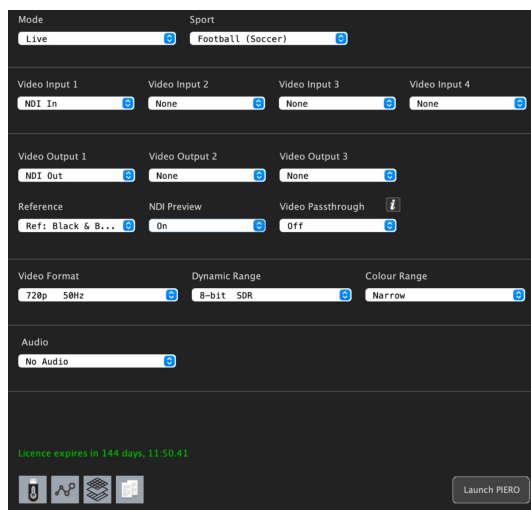 Mode Sport
Live Football (Soccer)
Video Input 1 Video Input 2 Video Input 3 Video Input 4
NDI In None None None
Video Output 1 Video Output 2 Video Output 3
NDI Out None None
Reference NDI Preview Video Passthrough i
Ref: Black & B... On Off
Video Format Dynamic Range Colour Range
720p 50Hz 8-bit SDR Narrow
Audio
No Audio
Licence expires in 144 days, 11:50.41
Launch PIERO